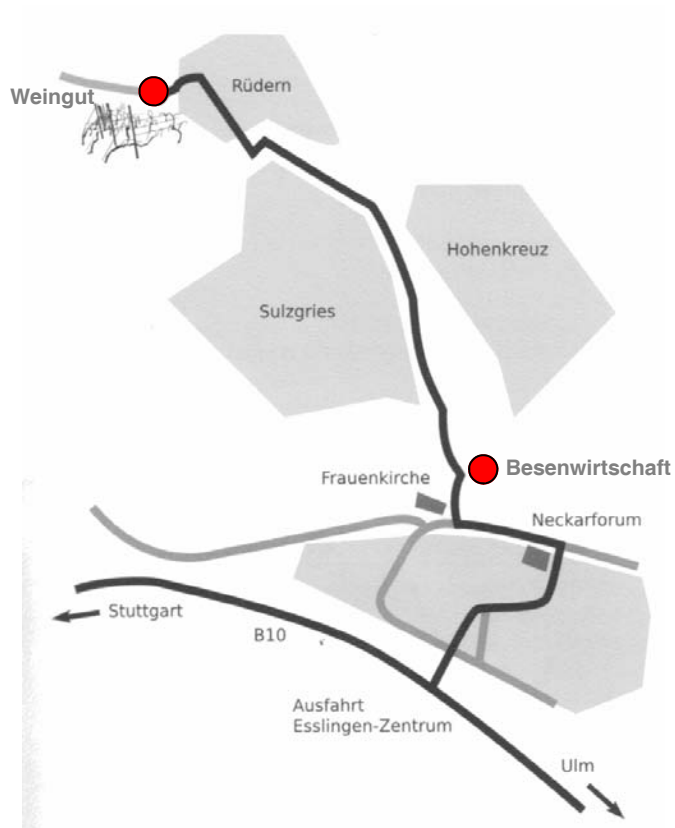 Rüdern
Weingut
Hohenkreuz
Sulzgries
Besenwirtschaft
Frauenkirche
Neckarforum
Stuttgart
B10
Ausfahrt
Esslingen-Zentrum
Ulm